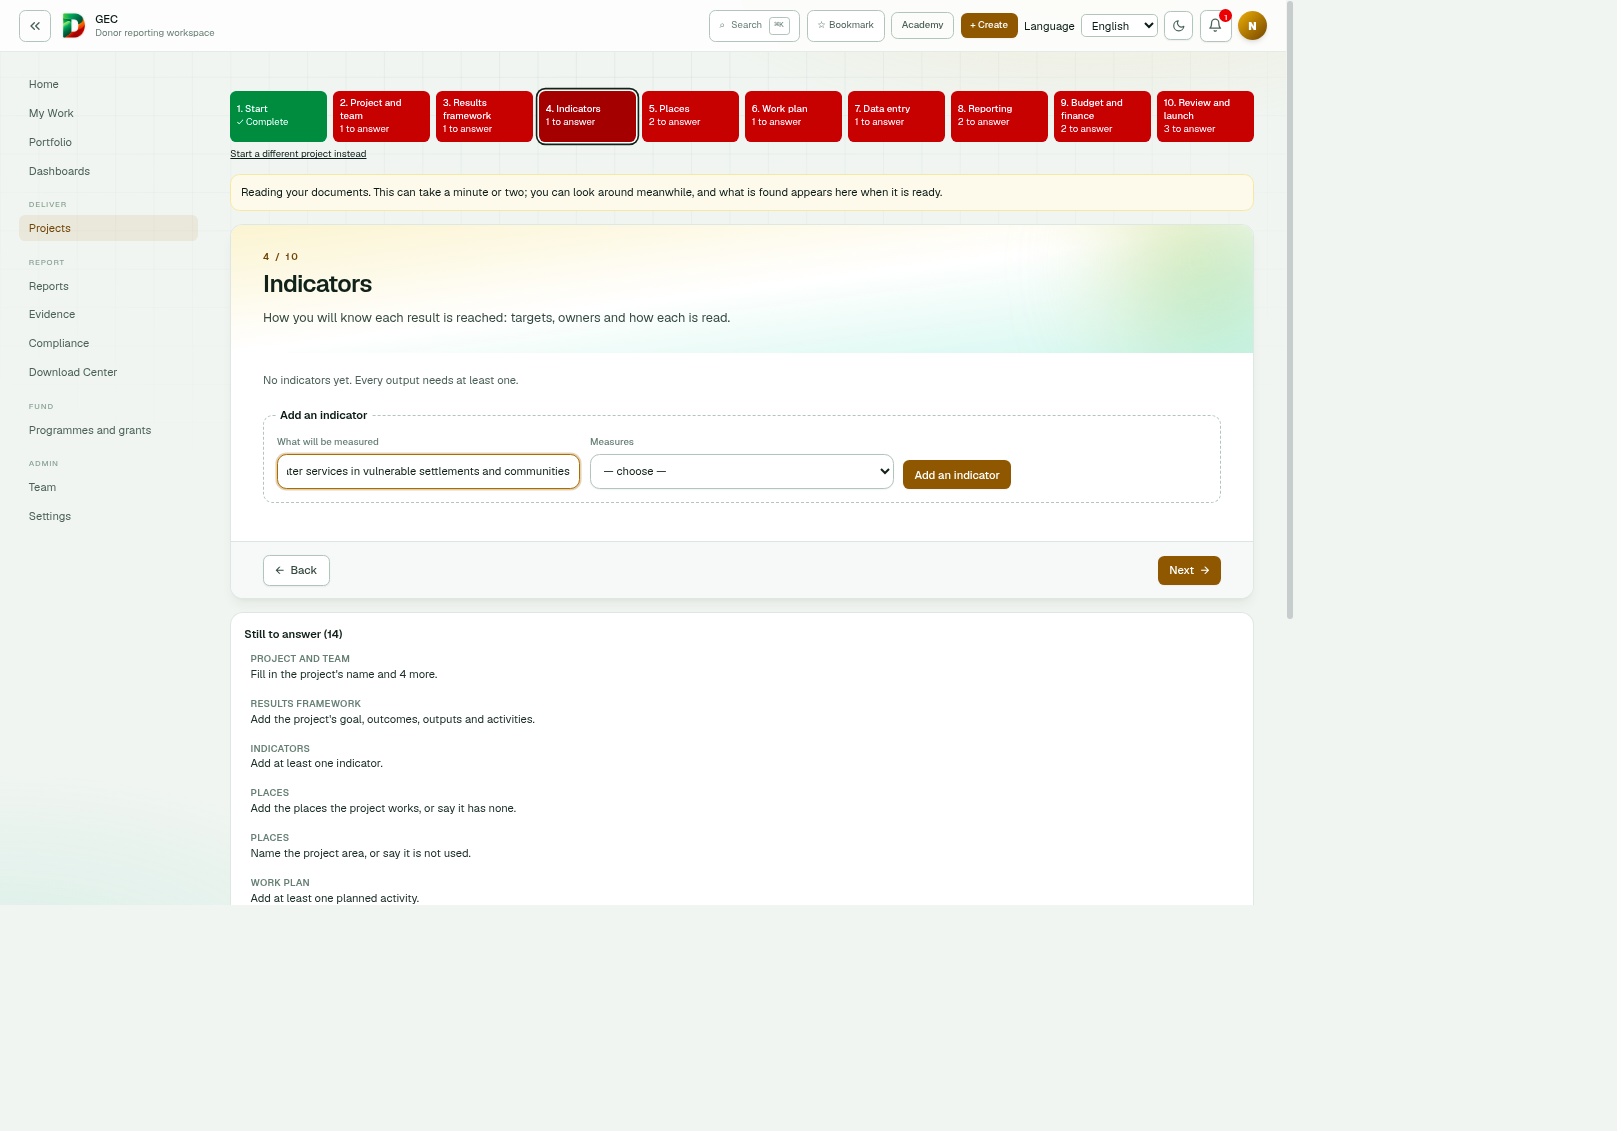 GEC
Donor reporting workspace
Search ⌘K
☆ Bookmark
Academy
+ Create
Language
English
1
N
Home
My Work
Portfolio
Dashboards
DELIVER
Projects
REPORT
Reports
Evidence
Compliance
Download Center
FUND
Programmes and grants
ADMIN
Team
Settings
1. Start
✓ Complete
2. Project and team
1 to answer
3. Results framework
1 to answer
4. Indicators
1 to answer
5. Places
2 to answer
6. Work plan
1 to answer
7. Data entry
1 to answer
8. Reporting
2 to answer
9. Budget and finance
2 to answer
10. Review and launch
3 to answer
Start a different project instead
Reading your documents. This can take a minute or two; you can look around meanwhile, and what is found appears here when it is ready.
4 / 10
Indicators
How you will know each result is reached: targets, owners and how each is read.
No indicators yet. Every output needs at least one.
Add an indicator
What will be measured
Measures
services in vulnerable settlements and communities
— choose —
Add an indicator
← Back
Next →
Still to answer (14)
PROJECT AND TEAM
Fill in the project's name and 4 more.
RESULTS FRAMEWORK
Add the project's goal, outcomes, outputs and activities.
INDICATORS
Add at least one indicator.
PLACES
Add the places the project works, or say it has none.
PLACES
Name the project area, or say it is not used.
WORK PLAN
Add at least one planned activity.